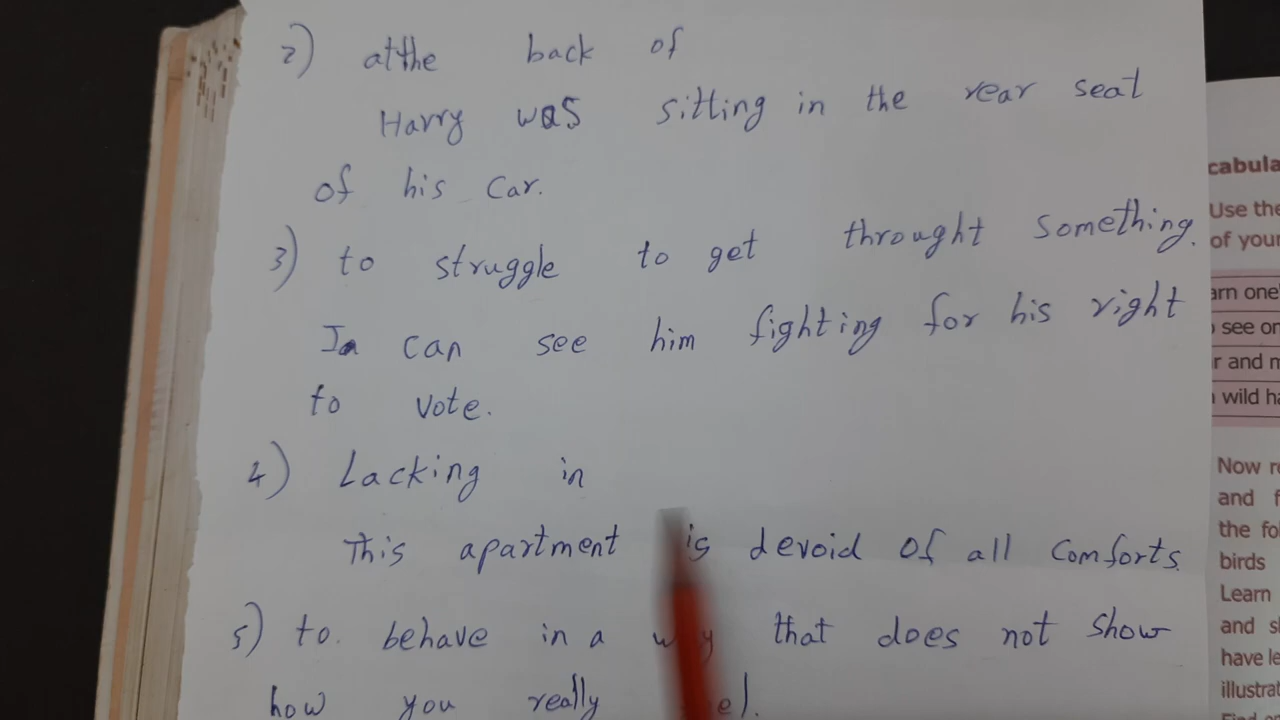 2) atthe back of
Harry was sitting in the rear seat
of his car.
3) to struggle to get throught something.
In can see him fighting for his right
to vote.
4) Lacking in
This apartment is devoid of all comforts.
5) to. behave in a way that does not show
how you really
cabula
Use the
of your
arn one'
see on
r and m
wild ha
Now re
and f
the fo
birds
Learn
and s
have le
illustrat